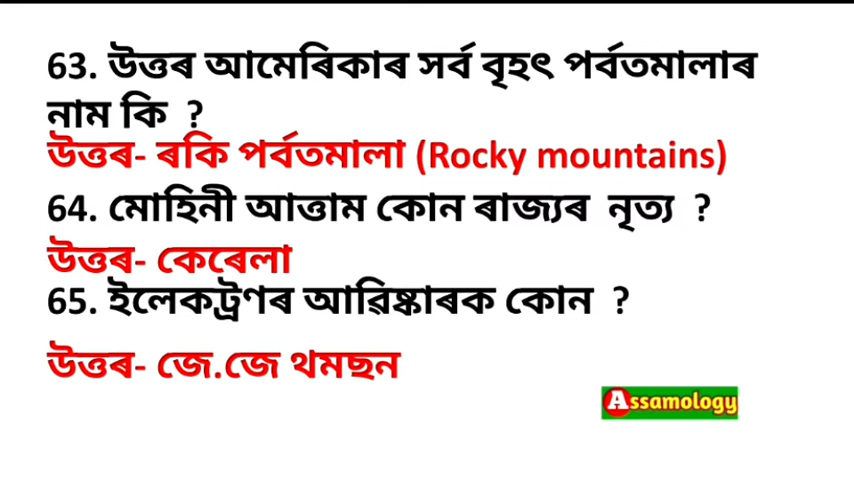 63. উত্তৰ আমেৰিকাৰ সৰ্ব বৃহৎ পৰ্বতমালাৰ
নাম কি ?
উত্তৰ- ৰকি পৰ্বতমালা (Rocky mountains)
64. মোহিনী আত্তাম কোন ৰাজ্যৰ নৃত্য ?
উত্তৰ- কেৰেলা
65. ইলেকট্ৰণৰ আৱিষ্কাৰক কোন ?
উত্তৰ- জে.জে থমছন
Assamology